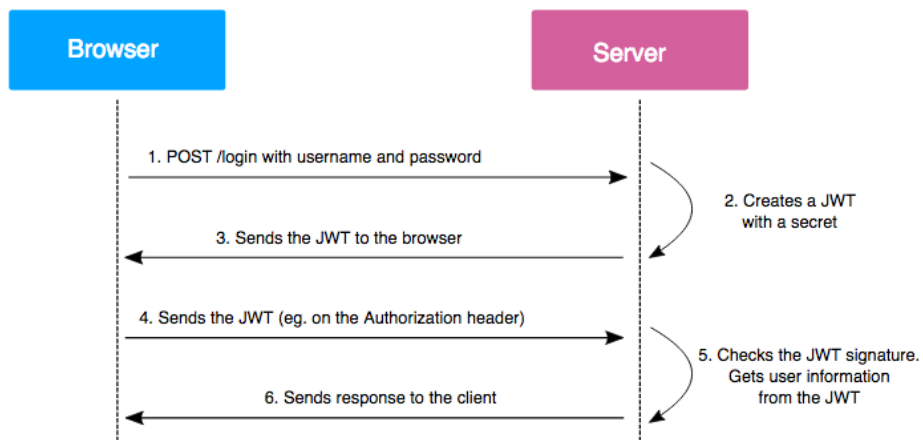 Browser
Server
1. POST /login with username and password
2. Creates a JWT
with a secret
3. Sends the JWT to the browser
4. Sends the JWT (eg. on the Authorization header)
5. Checks the JWT signature.
Gets user information
from the JWT
6. Sends response to the client